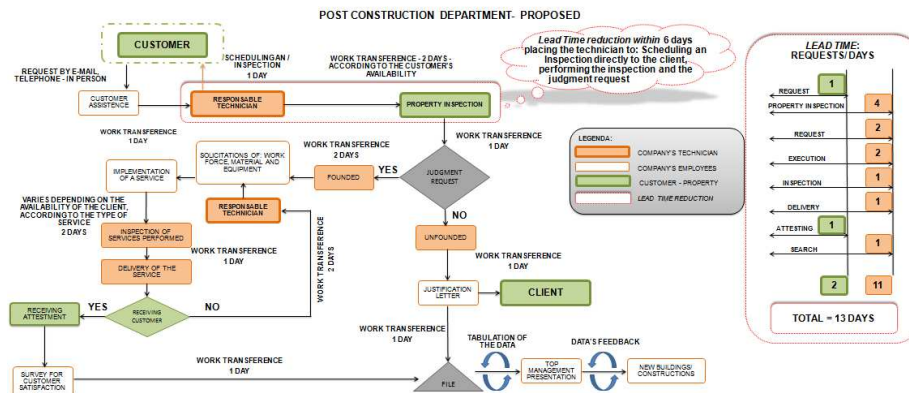 POST CONSTRUCTION DEPARTMENT- PROPOSED
CUSTOMER
REQUEST BY E-MAIL,
TELEPHONE - IN PERSON
/SCHEDULINGAN /
INSPECTION
1 DAY
WORK TRANSFERENCE - 2 DAYS -
ACCORDING TO THE CUSTOMER'S
AVAILABILITY
Lead Time reduction within 6 days
placing the technician to: Scheduling an
Inspection directly to the client,
performing the inspection and the
judgment request
CUSTOMER
ASSISTENCE
RESPONSABLE
TECHNICIAN
PROPERTY INSPECTION
WORK TRANSFERENCE
1 DAY
WORK TRANSFERENCE
2 DAYS
WORK TRANSFERENCE
1 DAY
IMPLEMENTATION
OF A SERVICE
SOLICITATIONS OF: WORK
FORCE, MATERIAL AND
EQUIPMENT
FOUNDED
YES
JUDGMENT
REQUEST
NO
VARIES DEPENDING ON THE
AVAILABILITY OF THE CLIENT,
ACCORDING TO THE TYPE OF
SERVICE
2 DAYS
RESPONSABLE
TECHNICIAN
INSPECTION OF
SERVICES PERFORMED
WORK TRANSFERENCE
1 DAY
WORK TRANSFERENCE
2 DAYS
UNFOUNDED
WORK TRANSFERENCE
1 DAY
DELIVERY OF THE
SERVICE
JUSTIFICATION
LETTER
CLIENT
RECEIVING
ATTESTMENT
YES
RECEIVING
CUSTOMER
NO
WORK TRANSFERENCE
1 DAY
TABULATION OF
THE DATA
DATA'S FEEDBACK
SURVEY FOR
CUSTOMER
SATISFACTION
WORK TRANSFERENCE
1 DAY
FILE
TOP
MANAGEMENT
PRESENTATION
NEW BUILDINGS/
CONSTRUCTIONS
LEGENDA:
COMPANY'S TECHNICIAN
COMPANY'S EMPLOYEES
CUSTOMER - PROPERTY
LEAD TIME REDUCTION
LEAD TIME:
REQUESTS/DAYS
REQUEST 1
PROPERTY INSPECTION 4
REQUEST 2
EXECUTION 2
INSPECTION 1
DELIVERY 1
ATTESTING 1
SEARCH 1
2 11
TOTAL = 13 DAYS